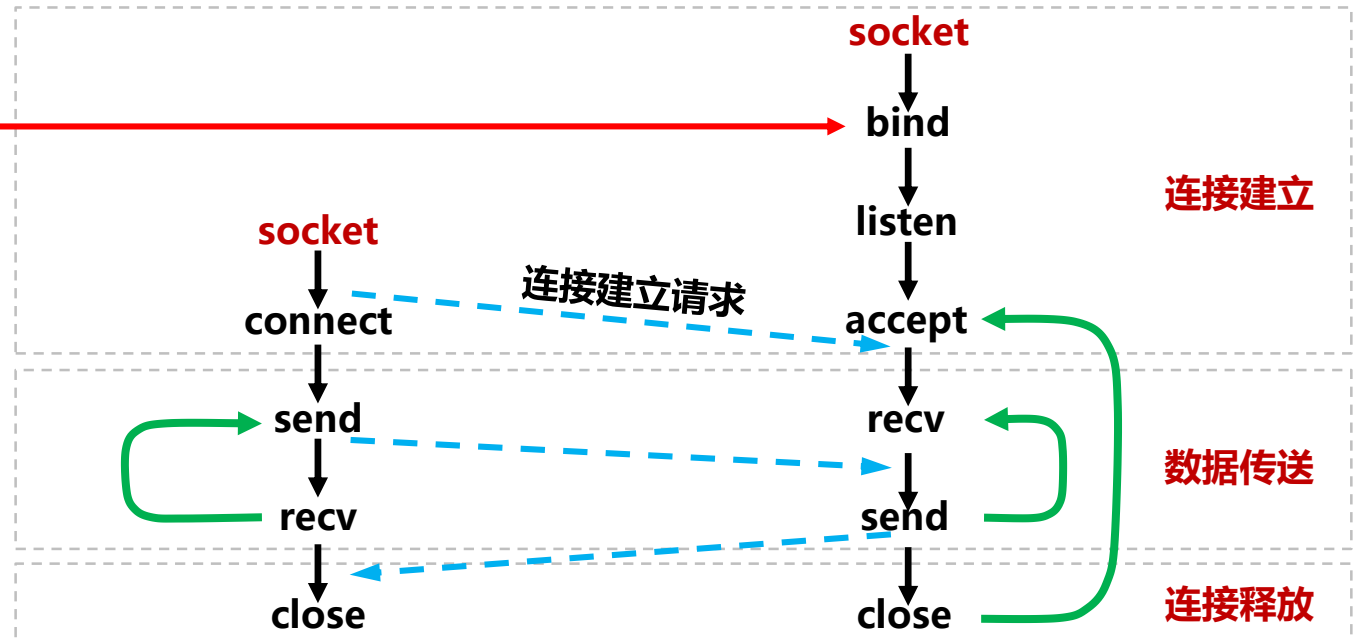 socket
bind
连接建立
listen
socket
连接建立请求
connect
accept
send
recv
数据传送
recv
send
close
close
连接释放